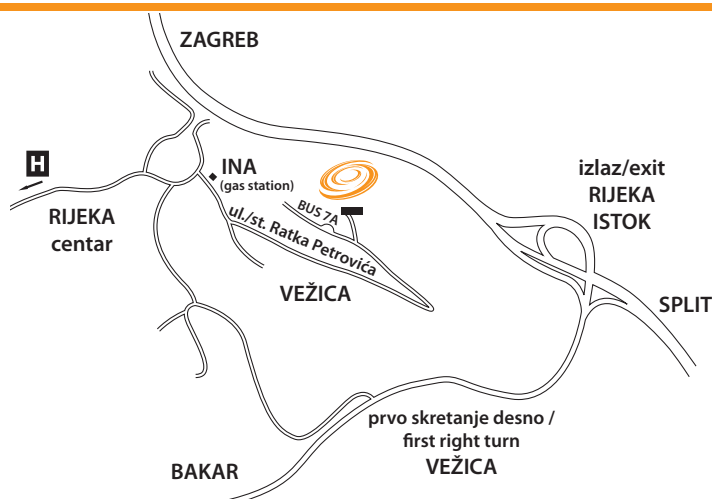 ZAGREB
H
INA
(gas station)
izlaz/exit
RIJEKA
ISTOK
RIJEKA
centar
BUS 7A
ul./st. Ratka Petrovića
VEŽICA
SPLIT
prvo skretanje desno /
first right turn
VEŽICA
BAKAR